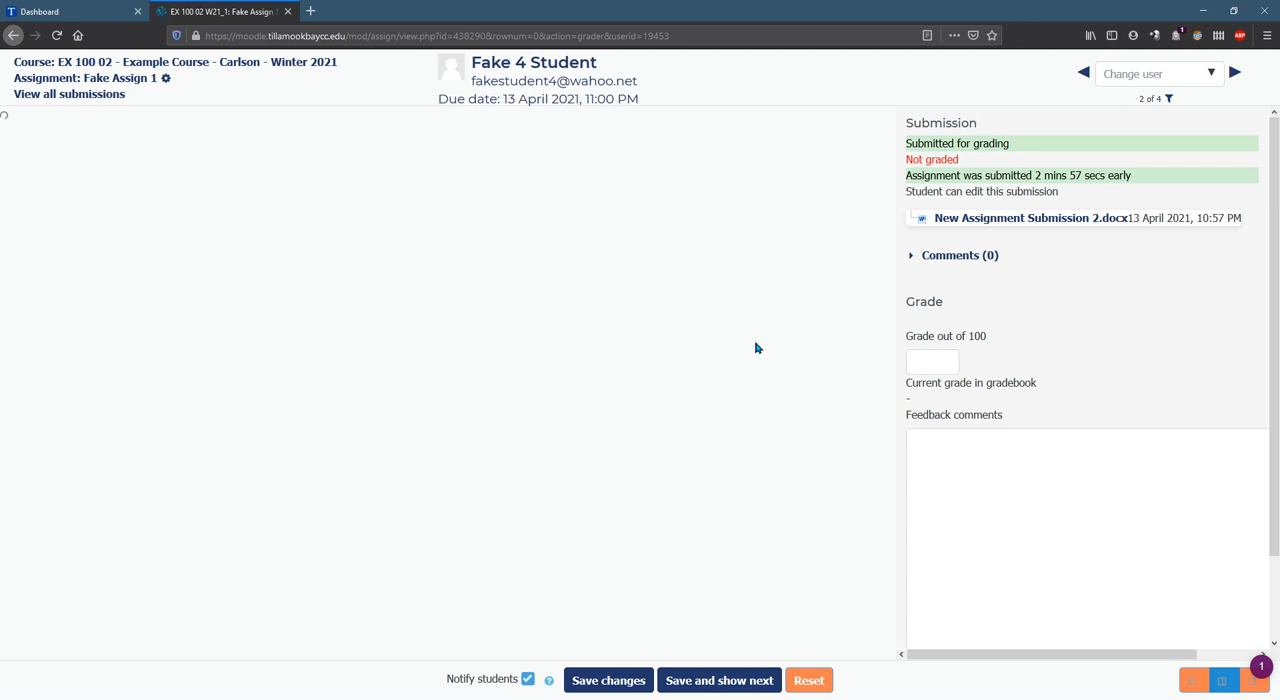 Dashboard
EX 100 02 W21_1: Fake Assign
https://moodle.tillamookbaycc.edu/mod/assign/view.php?id=438290&rownum=0&action=grader&userid=19453
1
ABP
Course: EX 100 02 - Example Course - Carlson - Winter 2021
Assignment: Fake Assign 1
View all submissions
Fake 4 Student
fakestudent4@wahoo.net
Due date: 13 April 2021, 11:00 PM
Change user
2 of 4
Submission
Submitted for grading
Not graded
Assignment was submitted 2 mins 57 secs early
Student can edit this submission
New Assignment Submission 2.docx13 April 2021, 10:57 PM
Comments (0)
Grade
Grade out of 100
Current grade in gradebook
-
Feedback comments
Notify students
Save changes
Save and show next
Reset
1